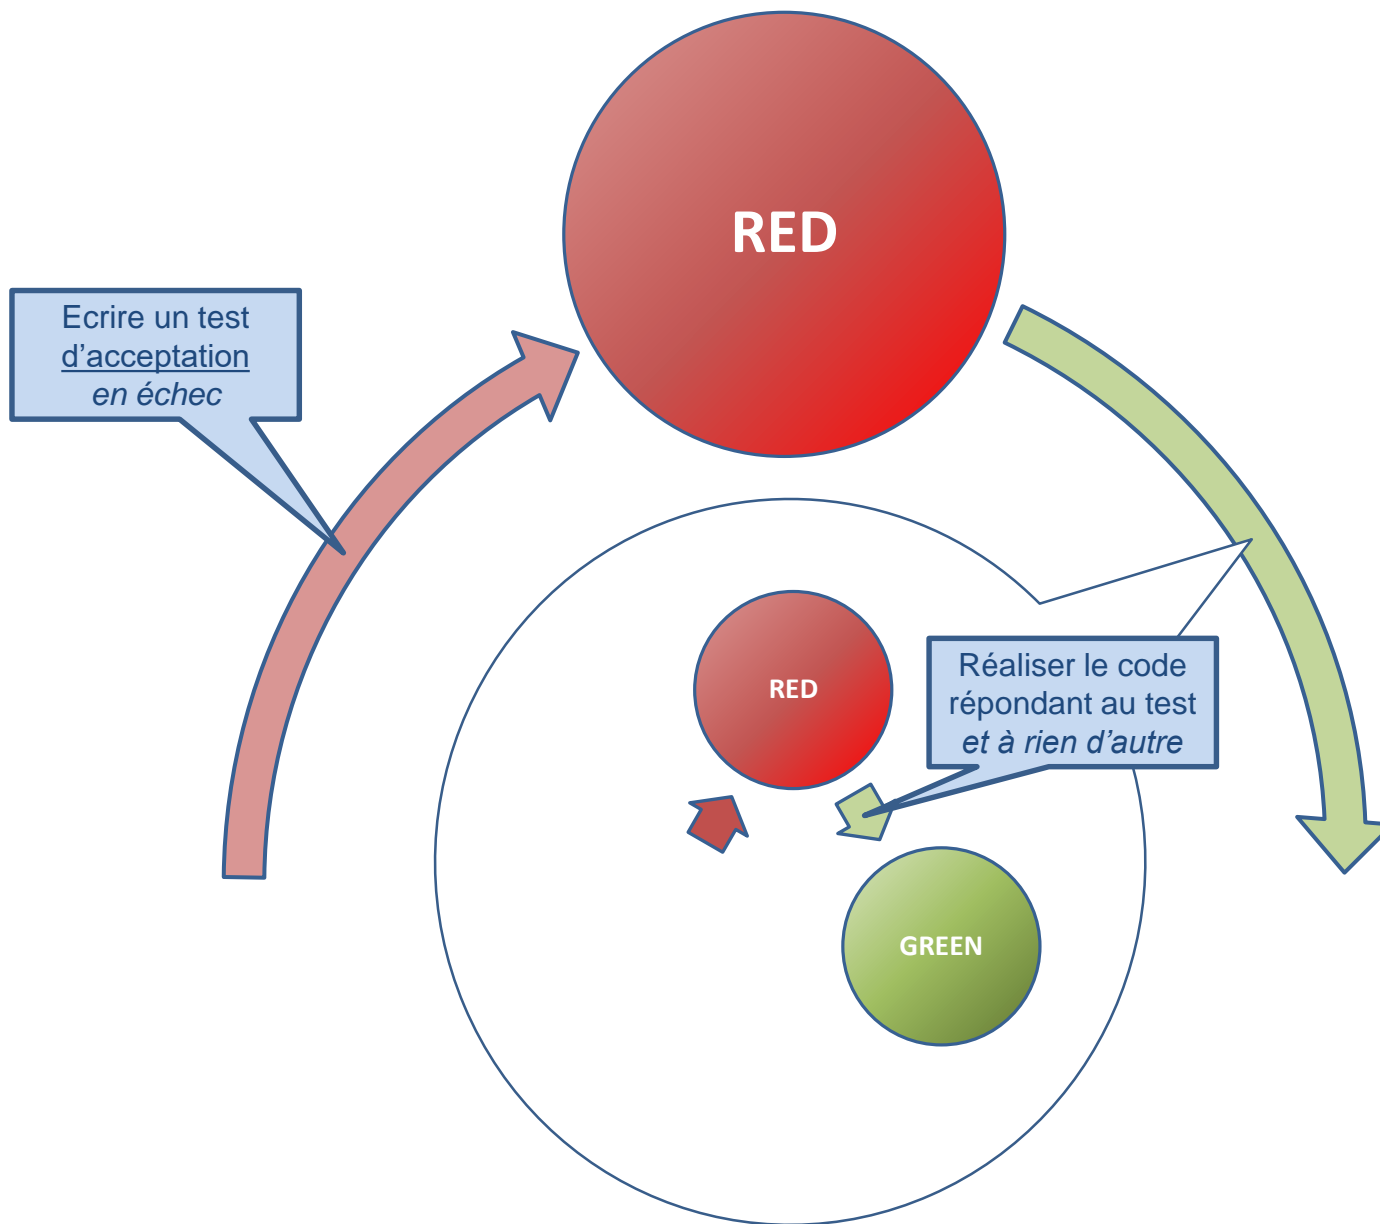 RED
Ecrire un test
d’acceptation
en échec
RED
Réaliser le code
répondant au test
et à rien d’autre
GREEN